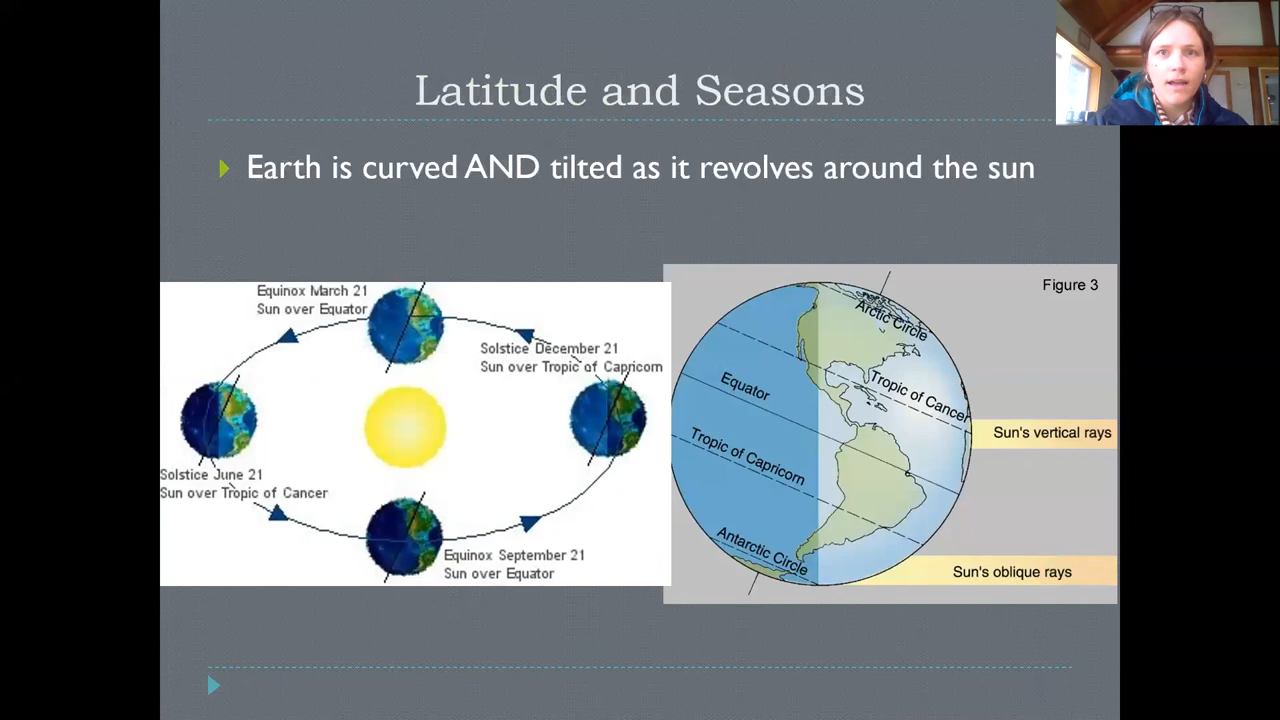 Latitude and Seasons
Earth is curved AND tilted as it revolves around the sun
Equinox March 21
Sun over Equator
Solstice December 21
Sun over Tropic of Capricorn
Solstice June 21
Sun over Tropic of Cancer
Equinox September 21
Sun over Equator
Figure 3
Arctic Circle
Tropic of Cancer
Equator
Sun's vertical rays
Tropic of Capricorn
Antarctic Circle
Sun's oblique rays